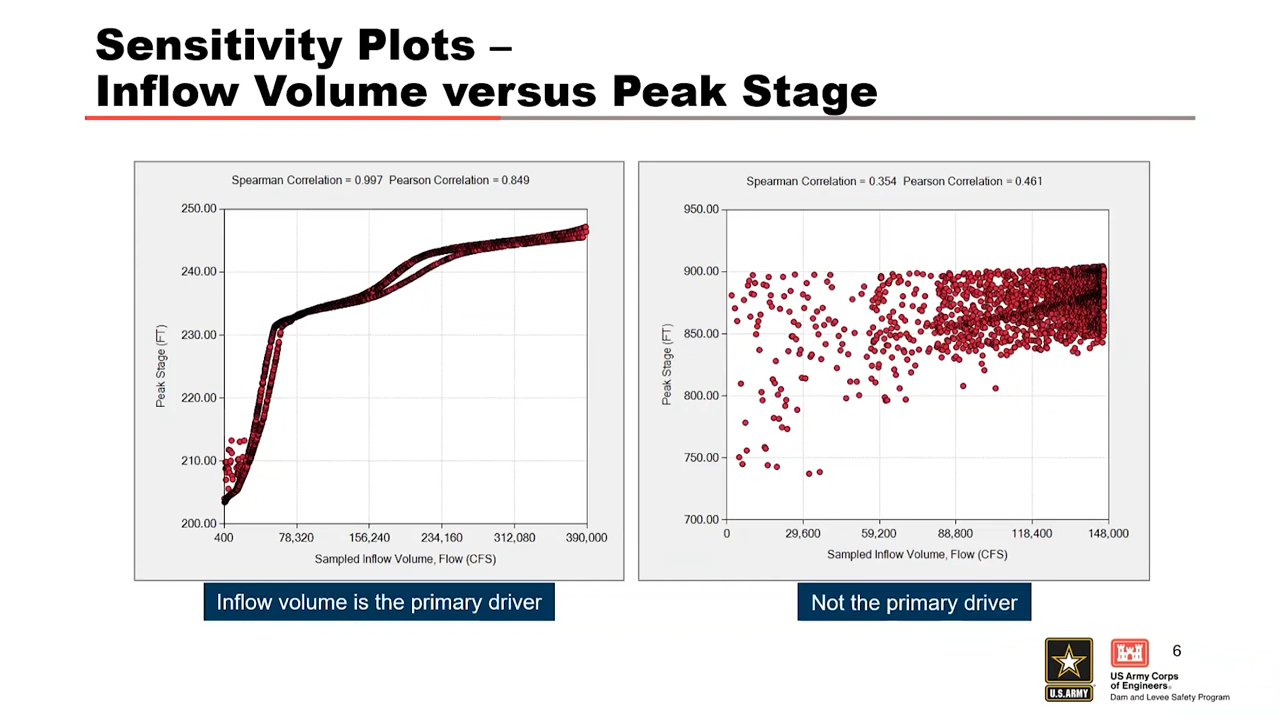 Sensitivity Plots –
Inflow Volume versus Peak Stage
Spearman Correlation = 0.997 Pearson Correlation = 0.849
250.00
240.00
230.00
220.00
210.00
200.00
Peak Stage (FT)
400 78,320 156,240 234,160 312,080 390,000
Sampled Inflow Volume, Flow (CFS)
Inflow volume is the primary driver
Spearman Correlation = 0.354 Pearson Correlation = 0.461
950.00
900.00
850.00
800.00
750.00
700.00
Peak Stage (FT)
0 29,600 59,200 88,800 118,400 148,000
Sampled Inflow Volume, Flow (CFS)
Not the primary driver
U.S.ARMY
US Army Corps
of Engineers®
Dam and Levee Safety Program
6